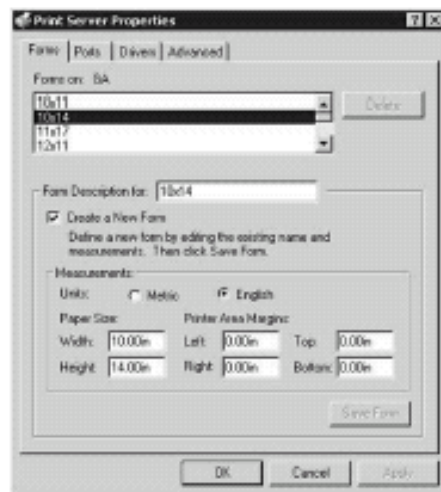 Print Server Properties
Forms Ports Drivers Advanced
Forms on: BA
10x11
10x14
11x17
12x11
Delete
Form Description for: 10x14
Create a New Form
Define a new form by editing the existing name and
measurements. Then click Save Form.
Measurements:
Units: Metric English
Paper Size: Printer Area Margins:
Width: 10.00in Left: 0.00in Top: 0.00in
Height: 14.00in Right: 0.00in Bottom: 0.00in
Save Form
OK Cancel Apply